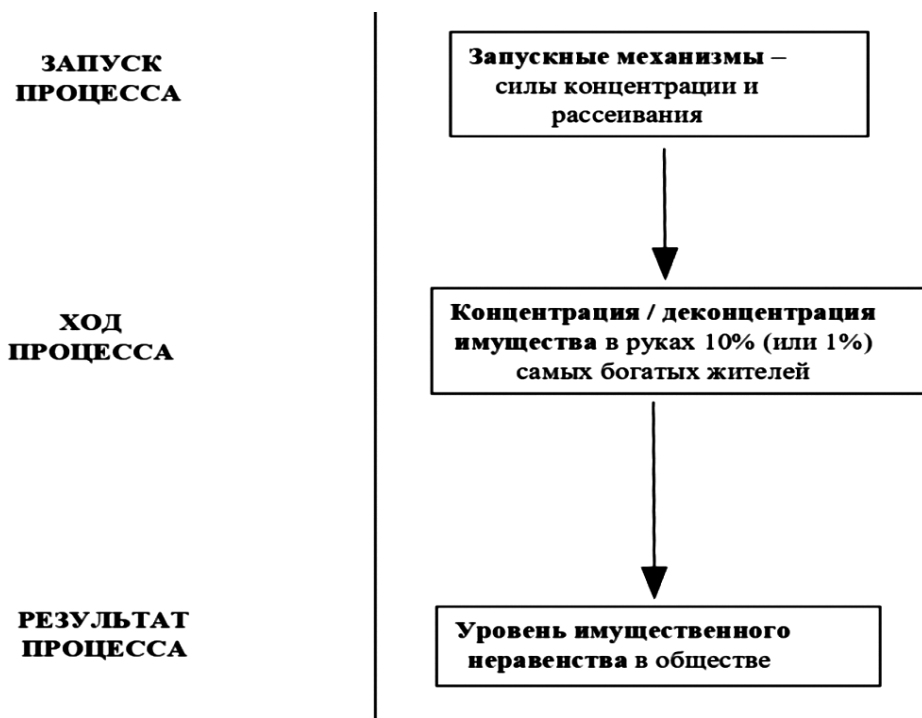 ЗАПУСК
ПРОЦЕССА
Запускные механизмы –
силы концентрации и
рассеивания
ХОД
ПРОЦЕССА
Концентрация / деконцентрация
имущества в руках 10% (или 1%)
самых богатых жителей
РЕЗУЛЬТАТ
ПРОЦЕССА
Уровень имущественного
неравенства в обществе